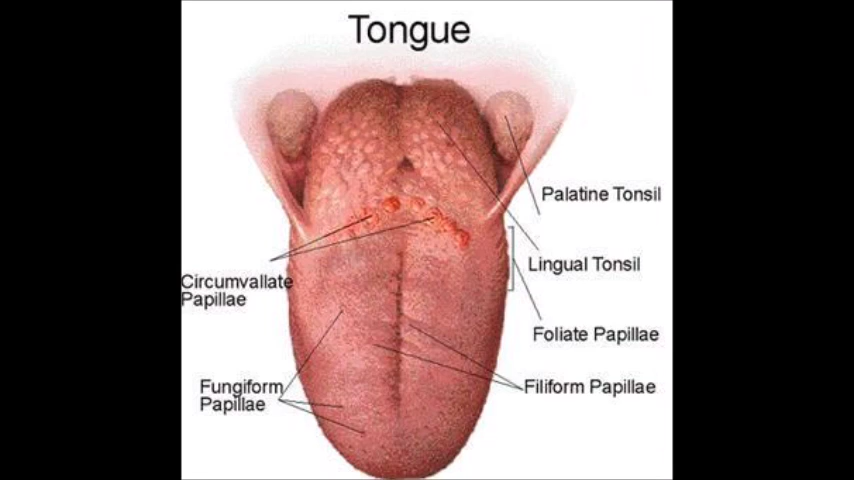 Tongue
Palatine Tonsil
Lingual Tonsil
Circumvallate
Papillae
Foliate Papillae
Fungiform
Papillae
Filiform Papillae